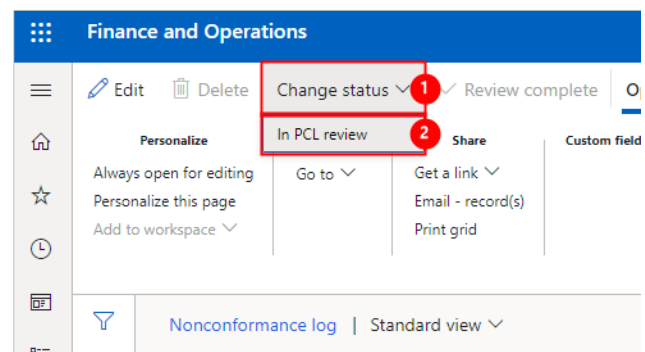 Finance and Operations
Edit Delete Change status 1 Review complete
In PCL review 2
Personalize Share Custom field
Always open for editing Go to Get a link
Personalize this page Email - record(s)
Add to workspace Print grid
Nonconformance log | Standard view